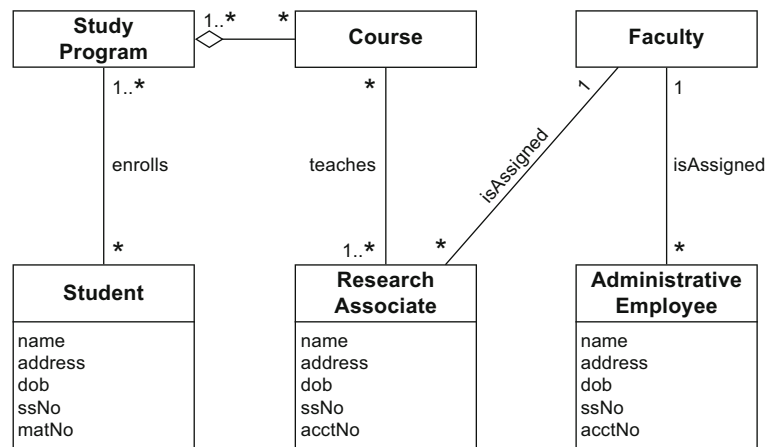 Study
Program
1..*
*
Course
Faculty
1..*
*
1
1
enrolls
teaches
isAssigned
isAssigned
*
1..*
*
*
Student
Research
Associate
Administrative
Employee
name
address
dob
ssNo
matNo
name
address
dob
ssNo
acctNo
name
address
dob
ssNo
acctNo